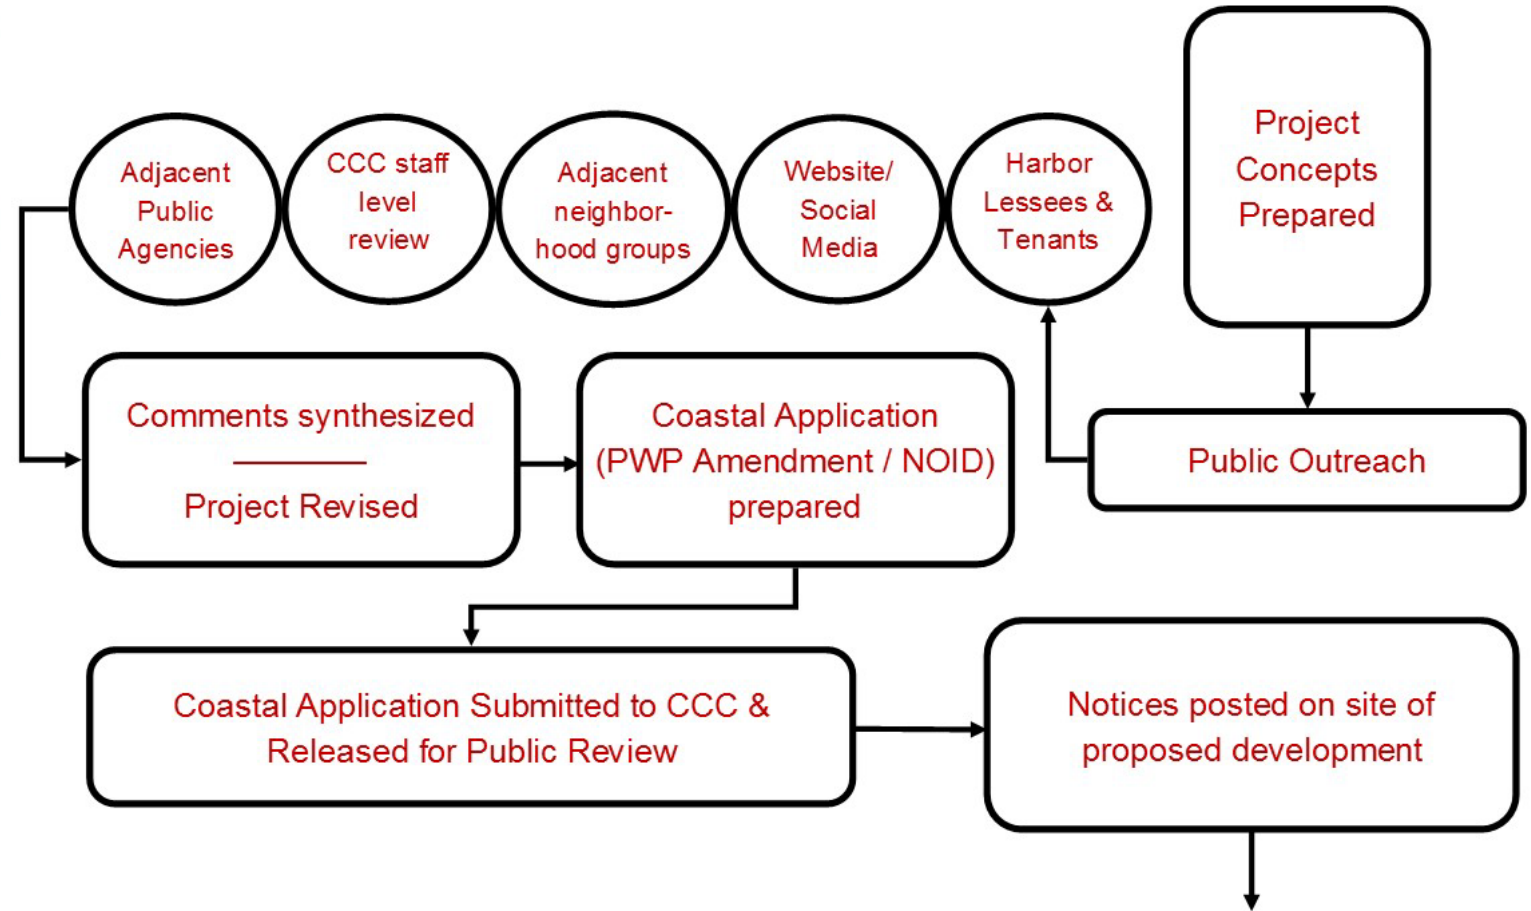 Project
Concepts
Prepared
Public Outreach
Harbor
Lessees &
Tenants
Website/
Social
Media
Adjacent
neighbor-
hood groups
CCC staff
level
review
Adjacent
Public
Agencies
Comments synthesized
Project Revised
Coastal Application
(PWP Amendment / NOID)
prepared
Coastal Application Submitted to CCC &
Released for Public Review
Notices posted on site of
proposed development